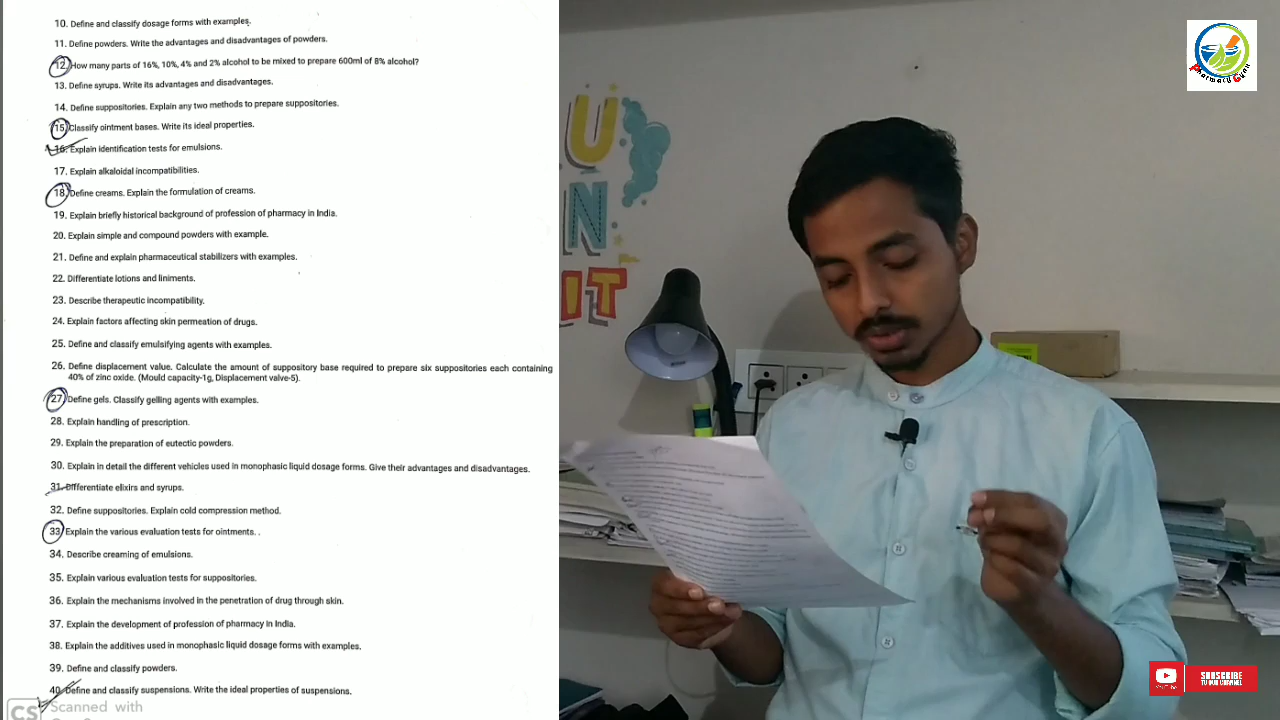 10. Define and classify dosage forms with examples.
11. Define powders. Write the advantages and disadvantages of powders.
12. How many parts of 16%, 10%, 4% and 2% alcohol to be mixed to prepare 600ml of 8% alcohol?
13. Define syrups. Write its advantages and disadvantages.
14. Define suppositories. Explain any two methods to prepare suppositories.
15. Classify ointment bases. Write its ideal properties.
16. Explain identification tests for emulsions.
17. Explain alkaloidal incompatibilities.
18. Define creams. Explain the formulation of creams.
19. Explain briefly historical background of profession of pharmacy in India.
20. Explain simple and compound powders with example.
21. Define and explain pharmaceutical stabilizers with examples.
22. Differentiate lotions and liniments.
23. Describe therapeutic incompatibility.
24. Explain factors affecting skin permeation of drugs.
25. Define and classify emulsifying agents with examples.
26. Define displacement value. Calculate the amount of suppository base required to prepare six suppositories each containing
40% of zinc oxide. (Mould capacity-1g, Displacement valve-5).
27. Define gels. Classify gelling agents with examples.
28. Explain handling of prescription.
29. Explain the preparation of eutectic powders.
30. Explain in detail the different vehicles used in monophasic liquid dosage forms. Give their advantages and disadvantages.
31. Differentiate elixirs and syrups.
32. Define suppositories. Explain cold compression method.
33. Explain the various evaluation tests for ointments. .
34. Describe creaming of emulsions.
35. Explain various evaluation tests for suppositories.
36. Explain the mechanisms involved in the penetration of drug through skin.
37. Explain the development of profession of pharmacy in India.
38. Explain the additives used in monophasic liquid dosage forms with examples.
39. Define and classify powders.
40. Define and classify suspensions. Write the ideal properties of suspensions.
CS Scanned with
U
N
IT
Pharmacy Gyan
SUBSCRIBE
TO OUR CHANNEL